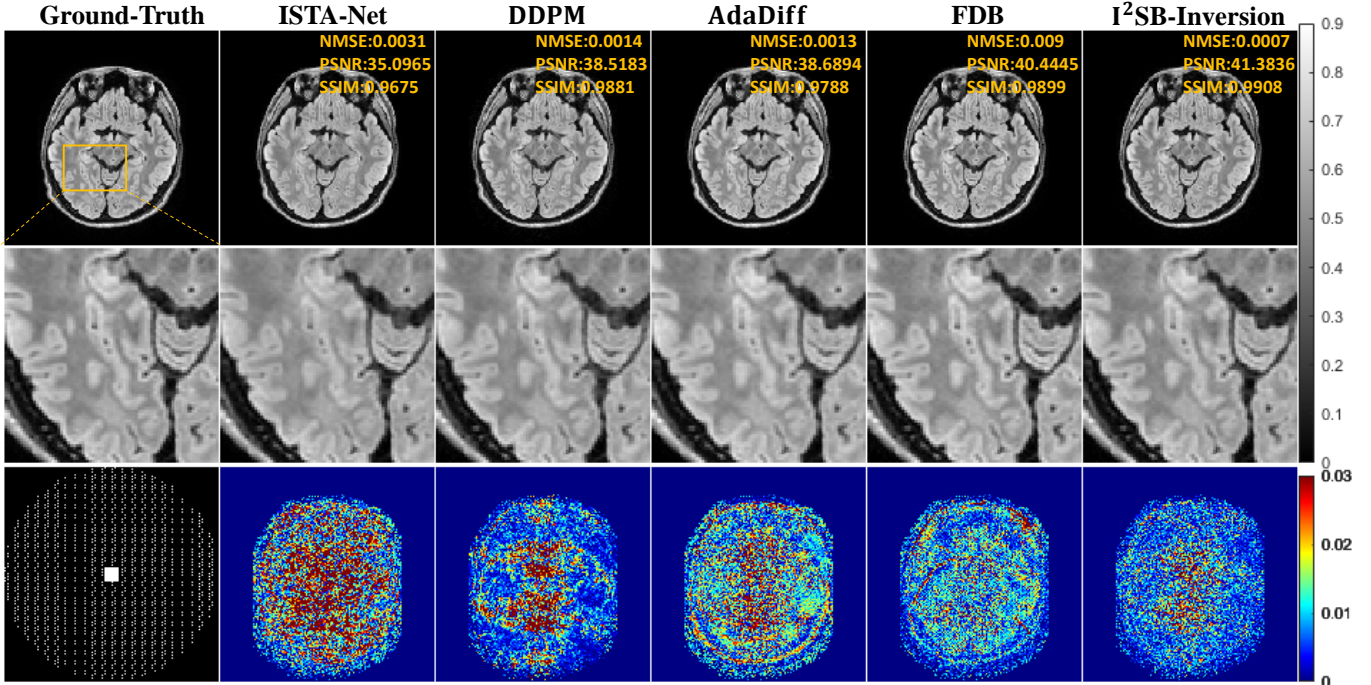 Ground-Truth
ISTA-Net
DDPM
AdaDiff
FDB
I²SB-Inversion
NMSE:0.0031
PSNR:35.0965
SSIM:0.9675
NMSE:0.0014
PSNR:38.5183
SSIM:0.9881
NMSE:0.0013
PSNR:38.6894
SSIM:0.9788
NMSE:0.009
PSNR:40.4445
SSIM:0.9899
NMSE:0.0007
PSNR:41.3836
SSIM:0.9908
0.9
0.8
0.7
0.6
0.5
0.4
0.3
0.2
0.1
0
0.03
0.02
0.01
0